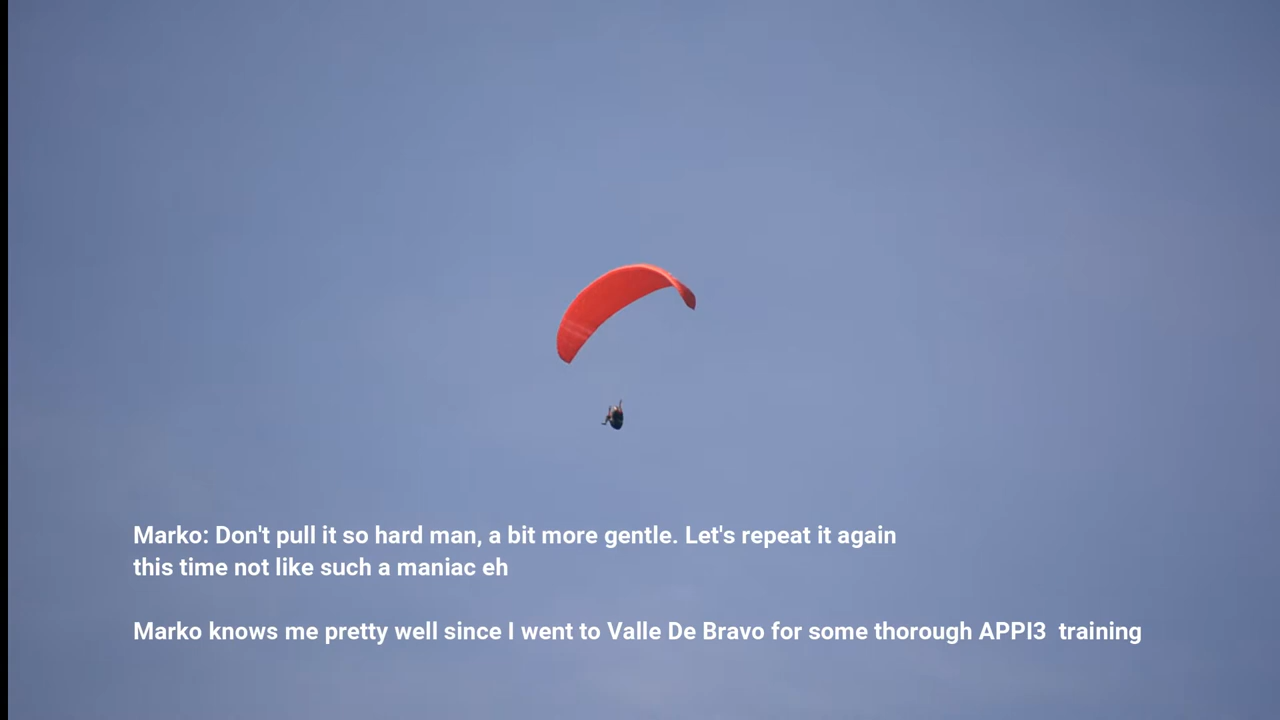 Marko: Don't pull it so hard man, a bit more gentle. Let's repeat it again
this time not like such a maniac eh
Marko knows me pretty well since I went to Valle De Bravo for some thorough APPI3  training